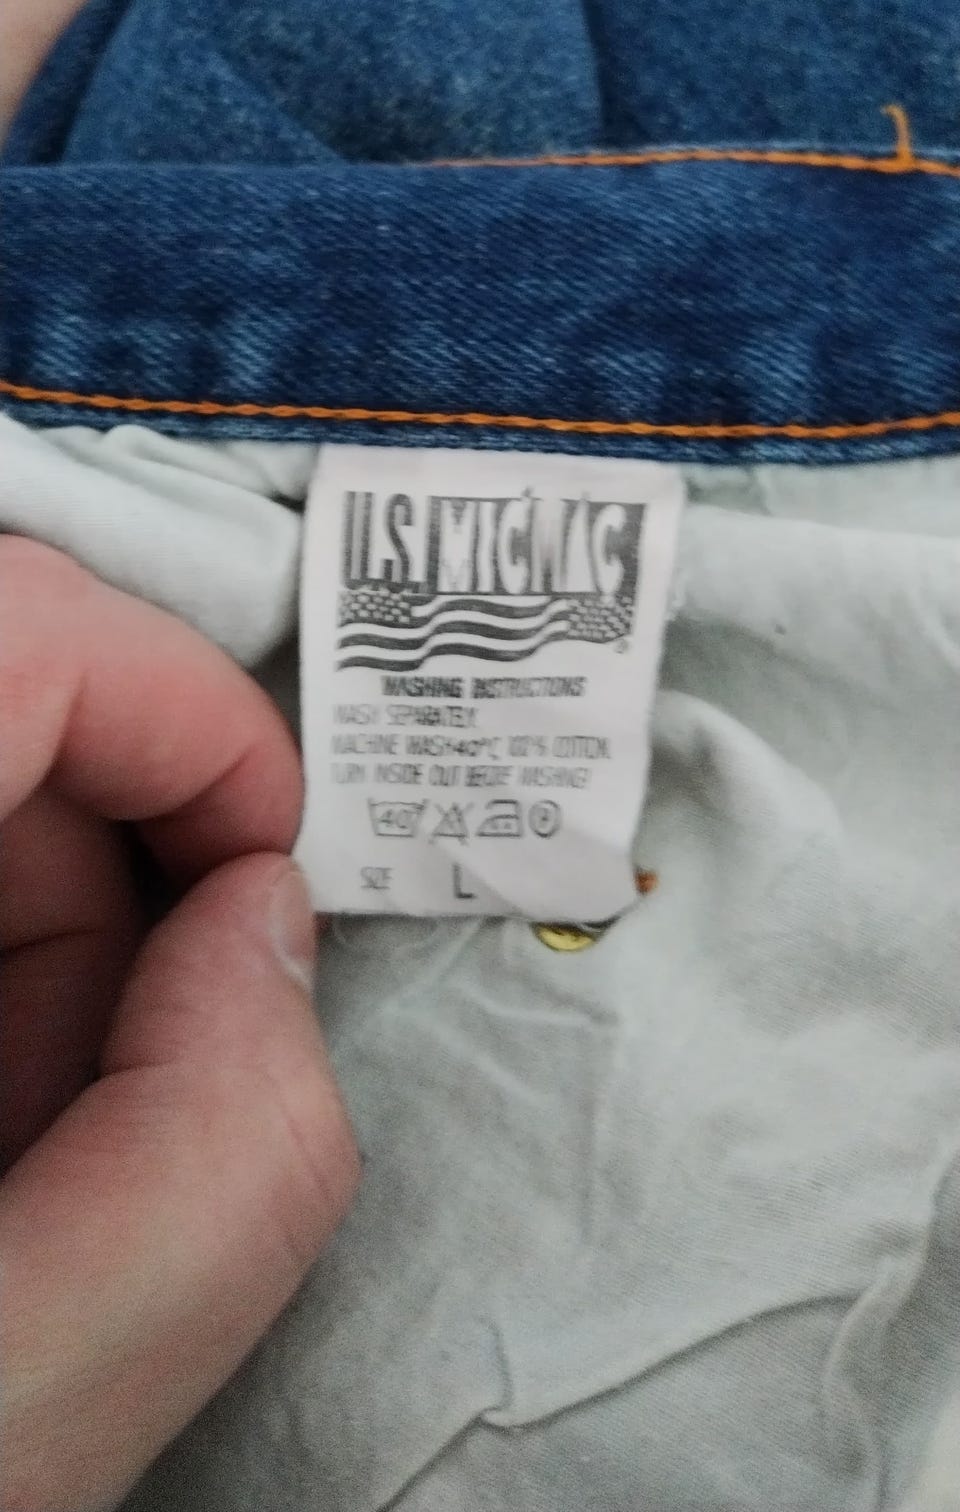 U.S. MICMAC
WASHING INSTRUCTIONS
WASH SEPARATELY
MACHINE WASH 40°C 100% COTTON
TURN INSIDE OUT BEFORE WASHING!
40
SIZE L